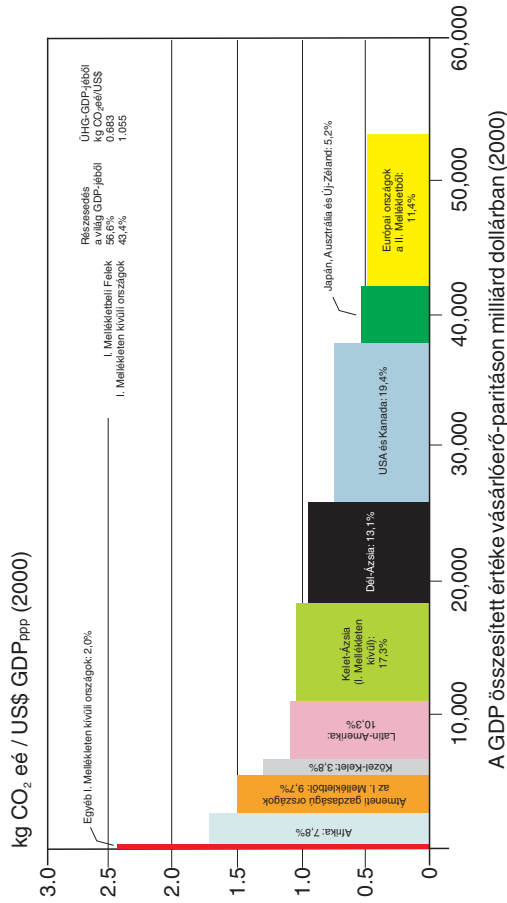 kg CO₂ eé / US$ GDPppp (2000)
3.0
2.5
2.0
1.5
1.0
0.5
0
Egyéb I. Mellékleten kívüli országok: 2,0%
Részesedés
a világ GDP-jéből
ÜHG-GDP-jéből
kg CO₂eé/US$
I. Mellékletbeli Felek
56,6%
0.683
I. Mellékleten kívüli országok
43,4%
1.055
Afrika: 7,8%
Átmeneti gazdaságú országok
az I. Mellékletből: 9,7%
Közel-Kelet: 3,8%
Latin-Amerika:
10,3%
Kelet-Ázsia
(I. Mellékleten
kívül):
17,3%
Dél-Ázsia: 13,1%
USA és Kanada: 19,4%
Japán, Ausztrália és Új-Zéland: 5,2%
Európai országok
a II. Mellékletből:
11,4%
10,000
20,000
30,000
40,000
50,000
60,000
A GDP összesített értéke vásárlóerő-paritáson milliárd dollárban (2000)